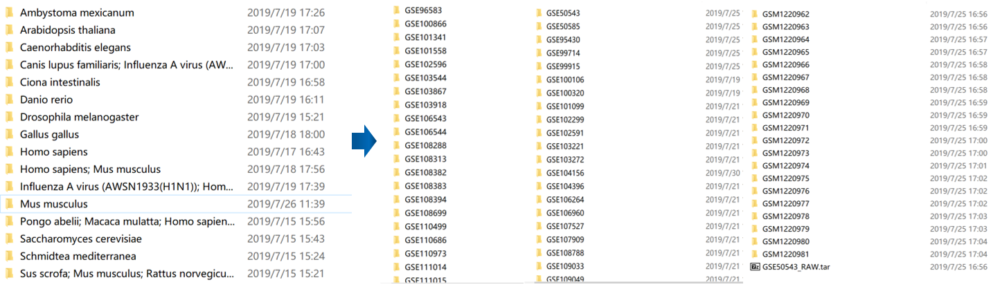 Ambystoma mexicanum 2019/7/19 17:26
Arabidopsis thaliana 2019/7/19 17:07
Caenorhabditis elegans 2019/7/19 17:03
Canis lupus familiaris; Influenza A virus (AW... 2019/7/19 17:00
Ciona intestinalis 2019/7/19 16:58
Danio rerio 2019/7/19 16:11
Drosophila melanogaster 2019/7/19 15:21
Gallus gallus 2019/7/18 18:00
Homo sapiens 2019/7/17 16:43
Homo sapiens; Mus musculus 2019/7/18 17:56
Influenza A virus (AWSN1933(H1N1)); Hom... 2019/7/19 17:39
Mus musculus 2019/7/26 11:39
Pongo abelii; Macaca mulatta; Homo sapien... 2019/7/15 15:56
Saccharomyces cerevisiae 2019/7/15 15:43
Schmidtea mediterranea 2019/7/15 15:24
Sus scrofa; Mus musculus; Rattus norvegicu... 2019/7/15 15:21
GSE96583
GSE100866
GSE101341
GSE101558
GSE102596
GSE103544
GSE103867
GSE103918
GSE106543
GSE106544
GSE108288
GSE108313
GSE108382
GSE108383
GSE108394
GSE108699
GSE110499
GSE110686
GSE110973
GSE111014
GSE111015
GSE50543 2019/7/25
GSE50585 2019/7/25
GSE95430 2019/7/25
GSE99714 2019/7/25
GSE99915 2019/7/25
GSE100106 2019/7/19
GSE100320 2019/7/19
GSE101099 2019/7/21
GSE102299 2019/7/21
GSE102591 2019/7/21
GSE103221 2019/7/21
GSE103272 2019/7/21
GSE104156 2019/7/30
GSE104396 2019/7/21
GSE106264 2019/7/21
GSE106960 2019/7/21
GSE107527 2019/7/21
GSE107909 2019/7/21
GSE108788 2019/7/21
GSE109033 2019/7/21
GSE109049 2019/7/21
GSM1220962 2019/7/25 16:56
GSM1220963 2019/7/25 16:56
GSM1220964 2019/7/25 16:57
GSM1220965 2019/7/25 16:57
GSM1220966 2019/7/25 16:58
GSM1220967 2019/7/25 16:58
GSM1220968 2019/7/25 16:58
GSM1220969 2019/7/25 16:59
GSM1220970 2019/7/25 16:59
GSM1220971 2019/7/25 16:59
GSM1220972 2019/7/25 17:00
GSM1220973 2019/7/25 17:00
GSM1220974 2019/7/25 17:01
GSM1220975 2019/7/25 17:02
GSM1220976 2019/7/25 17:02
GSM1220977 2019/7/25 17:02
GSM1220978 2019/7/25 17:03
GSM1220979 2019/7/25 17:03
GSM1220980 2019/7/25 17:04
GSM1220981 2019/7/25 17:04
GSE50543_RAW.tar 2019/7/25 16:56